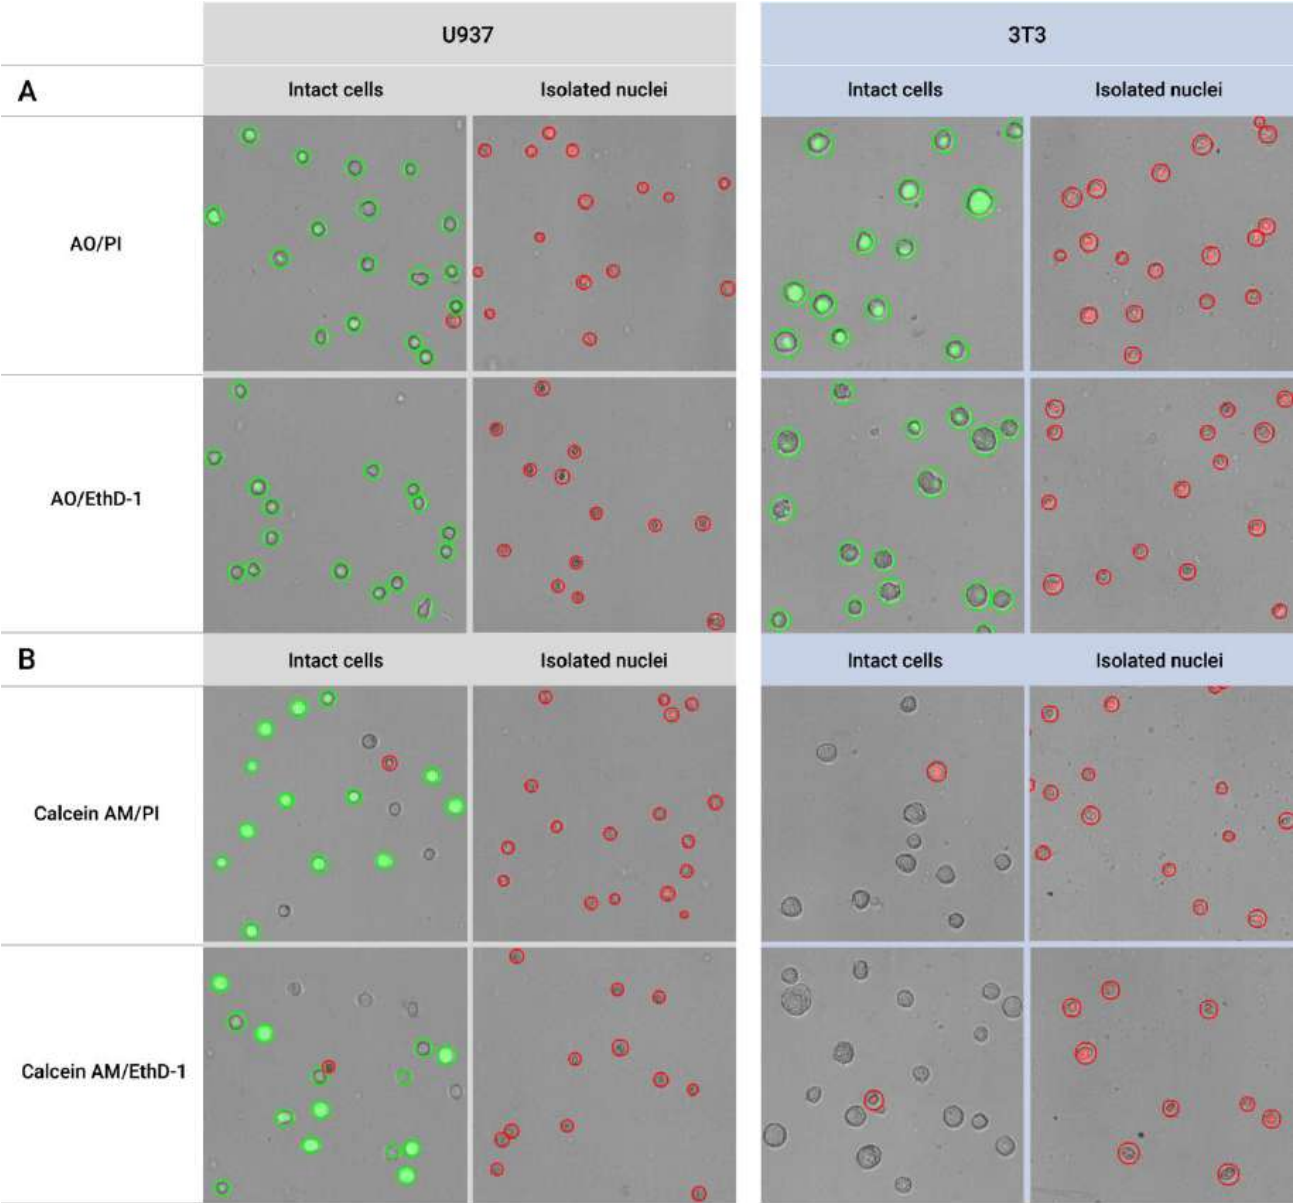 U937
3T3
A
Intact cells
Isolated nuclei
Intact cells
Isolated nuclei
AO/PI
AO/EthD-1
B
Intact cells
Isolated nuclei
Intact cells
Isolated nuclei
Calcein AM/PI
Calcein AM/EthD-1